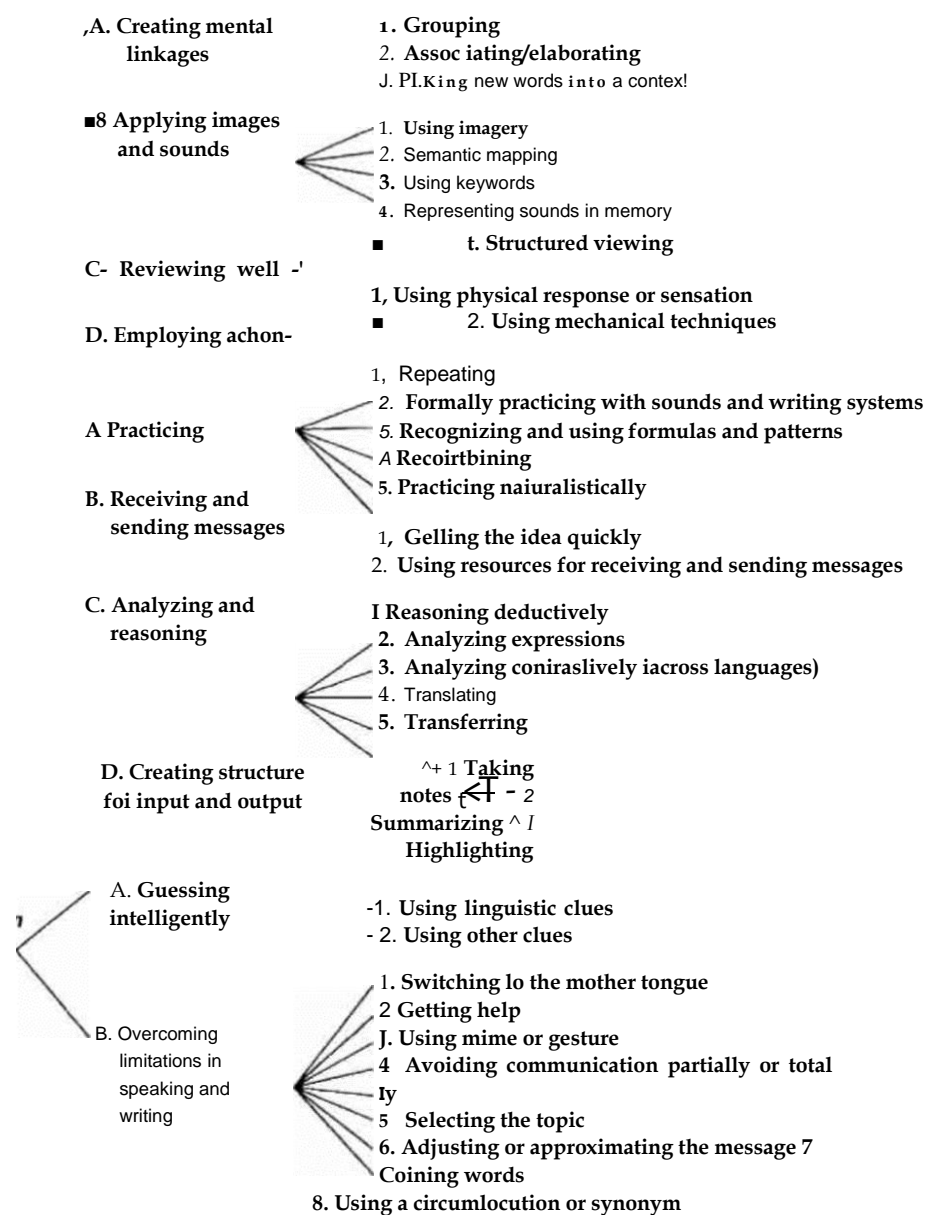 ,A. Creating mental
linkages
1. Grouping
2. Assoc iating/elaborating
J. PI.King new words into a contex!
■8 Applying images
and sounds
1. Using imagery
2. Semantic mapping
3. Using keywords
4. Representing sounds in memory
■ t. Structured viewing
C- Reviewing well -'
1, Using physical response or sensation
■ 2. Using mechanical techniques
D. Employing achon-
1, Repeating
2. Formally practicing with sounds and writing systems
A Practicing
5. Recognizing and using formulas and patterns
A Recoirtbining
5. Practicing naiuralistically
B. Receiving and
sending messages
1, Gelling the idea quickly
2. Using resources for receiving and sending messages
C. Analyzing and
reasoning
I Reasoning deductively
2. Analyzing expressions
3. Analyzing coniraslively iacross languages)
4. Translating
5. Transferring
D. Creating structure
foi input and output
^+ 1 Taking
notes {<T - 2
Summarizing ^ I
Highlighting
A. Guessing
intelligently
-1. Using linguistic clues
- 2. Using other clues
1. Switching lo the mother tongue
2 Getting help
B. Overcoming
limitations in
speaking and
writing
J. Using mime or gesture
4 Avoiding communication partially or total
Iy
5 Selecting the topic
6. Adjusting or approximating the message 7
Coining words
8. Using a circumlocution or synonym